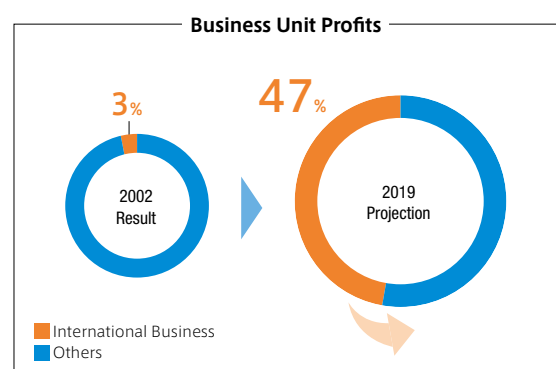 Business Unit Profits
3%
47%
2002
Result
2019
Projection
International Business
Others